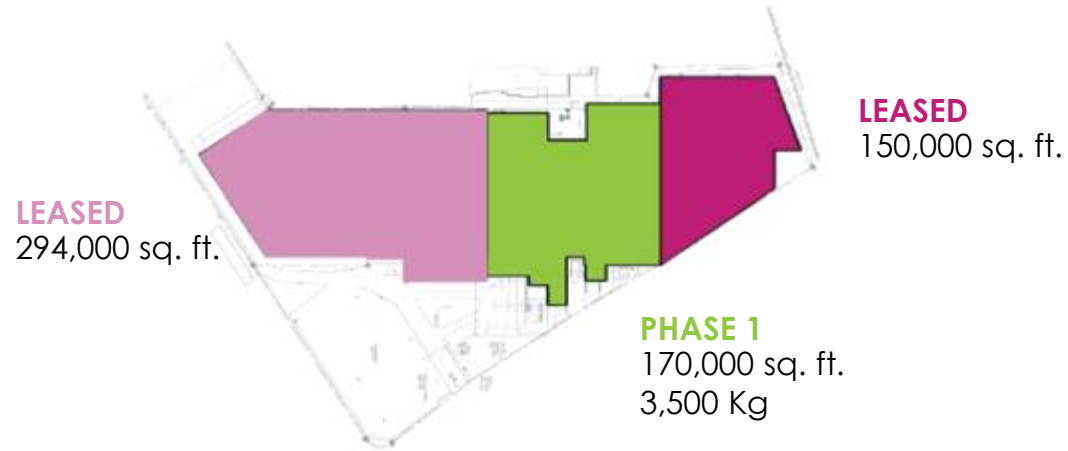 LEASED
150,000 sq. ft.
LEASED
294,000 sq. ft.
PHASE 1
170,000 sq. ft.
3,500 Kg